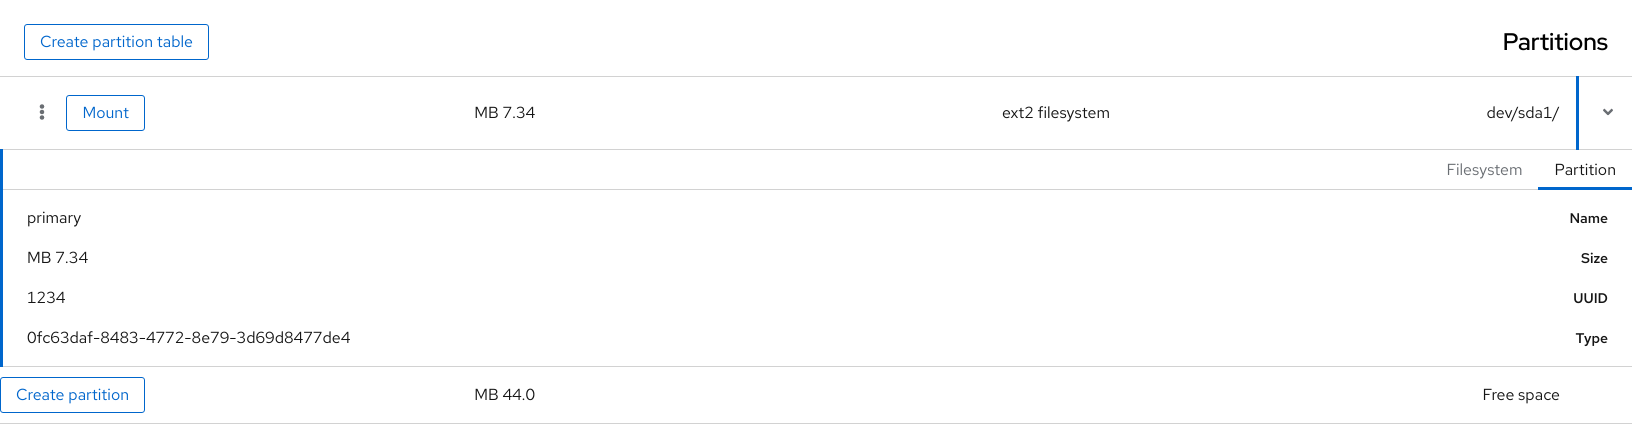 Partitions
Create partition table
dev/sda1/
ext2 filesystem
MB 7.34
Mount
Partition
Filesystem
Name
primary
Size
MB 7.34
UUID
1234
Type
0fc63daf-8483-4772-8e79-3d69d8477de4
Free space
MB 44.0
Create partition